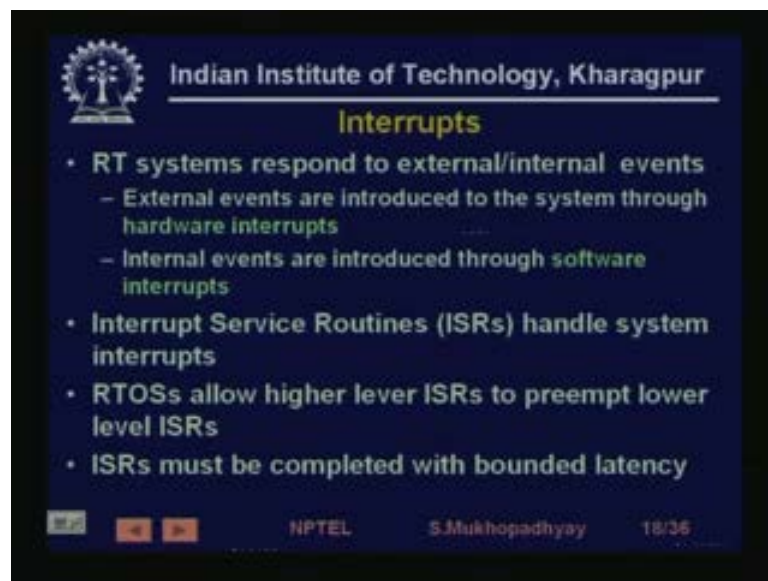 Indian Institute of Technology, Kharagpur
Interrupts
• RT systems respond to external/internal events
– External events are introduced to the system through
hardware interrupts
– Internal events are introduced through software
interrupts
• Interrupt Service Routines (ISRs) handle system
interrupts
• RTOSs allow higher lever ISRs to preempt lower
level ISRs
• ISRs must be completed with bounded latency
NPTEL S.Mukhopadhyay 18/36